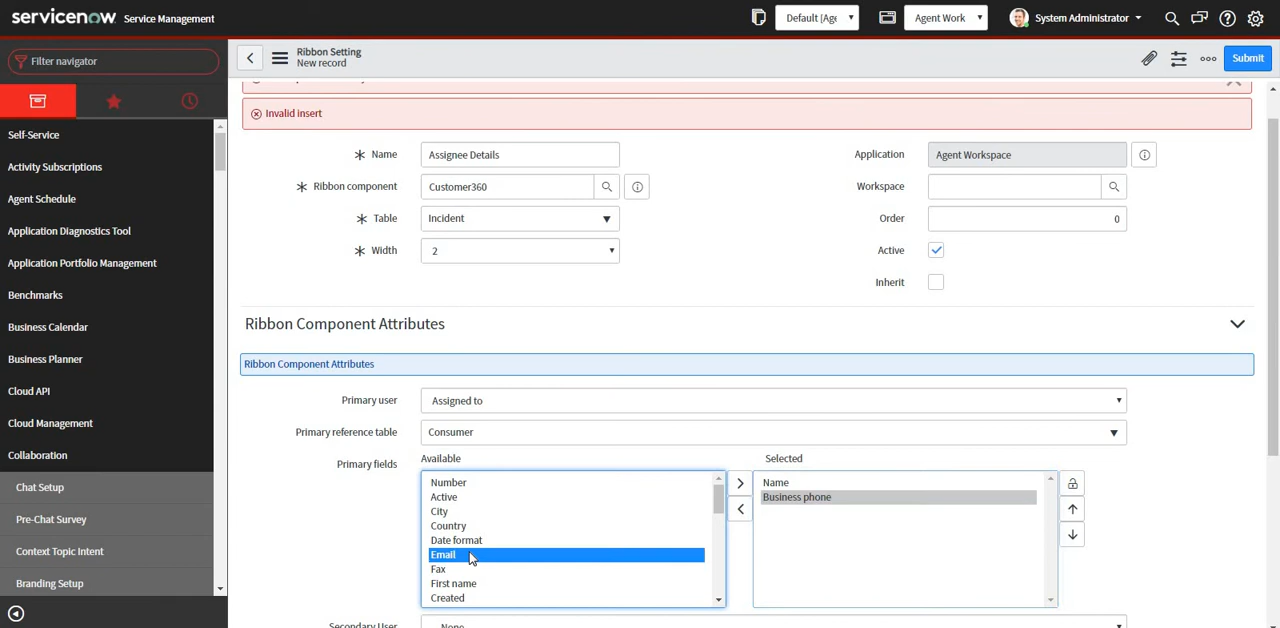 servicenow Service Management
Default [Age
Agent Work
System Administrator
Filter navigator
Ribbon Setting
New record
Submit
Invalid insert
Self-Service
Activity Subscriptions
Agent Schedule
Application Diagnostics Tool
Application Portfolio Management
Benchmarks
Business Calendar
Business Planner
Cloud API
Cloud Management
Collaboration
Chat Setup
Pre-Chat Survey
Context Topic Intent
Branding Setup
Name Assignee Details
Application Agent Workspace
Ribbon component Customer360
Workspace
Table Incident
Order 0
Width 2
Active
Inherit
Ribbon Component Attributes
Ribbon Component Attributes
Primary user Assigned to
Primary reference table Consumer
Primary fields
Available
Selected
Number
Active
City
Country
Date format
Email
Fax
First name
Created
Name
Business phone
Secondary User
None